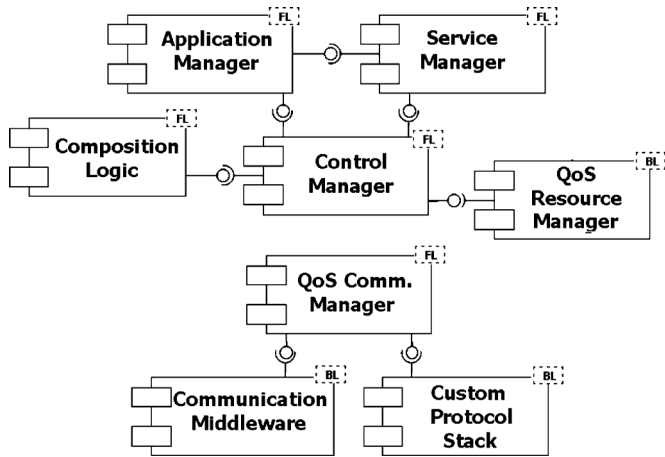 FL
Application
Manager
FL
Service
Manager
FL
Composition
Logic
FL
Control
Manager
BL
QoS
Resource
Manager
FL
QoS Comm.
Manager
BL
Communication
Middleware
BL
Custom
Protocol
Stack